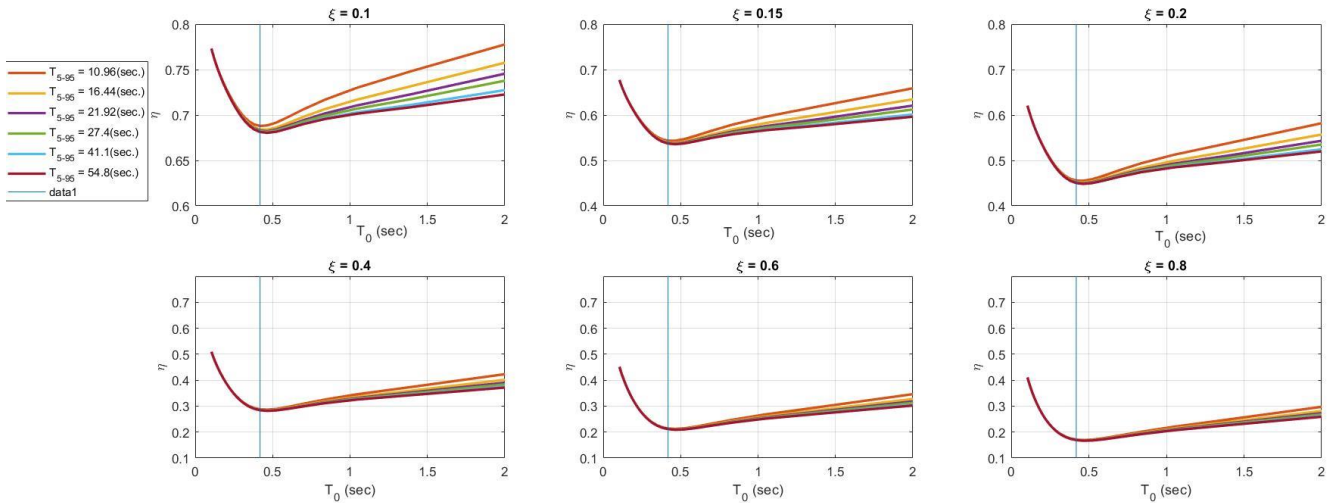 T5-95 = 10.96(sec.)
T5-95 = 16.44(sec.)
T5-95 = 21.92(sec.)
T5-95 = 27.4(sec.)
T5-95 = 41.1(sec.)
T5-95 = 54.8(sec.)
data1
ξ = 0.1
0.8
0.75
0.7
0.65
0.6
η
0 0.5 1 1.5 2
T0 (sec)
ξ = 0.15
0.8
0.7
0.6
0.5
0.4
η
0 0.5 1 1.5 2
T0 (sec)
ξ = 0.2
0.8
0.7
0.6
0.5
0.4
η
0 0.5 1 1.5 2
T0 (sec)
ξ = 0.4
0.7
0.6
0.5
0.4
0.3
0.2
0.1
η
0 0.5 1 1.5 2
T0 (sec)
ξ = 0.6
0.7
0.6
0.5
0.4
0.3
0.2
0.1
η
0 0.5 1 1.5 2
T0 (sec)
ξ = 0.8
0.7
0.6
0.5
0.4
0.3
0.2
0.1
η
0 0.5 1 1.5 2
T0 (sec)